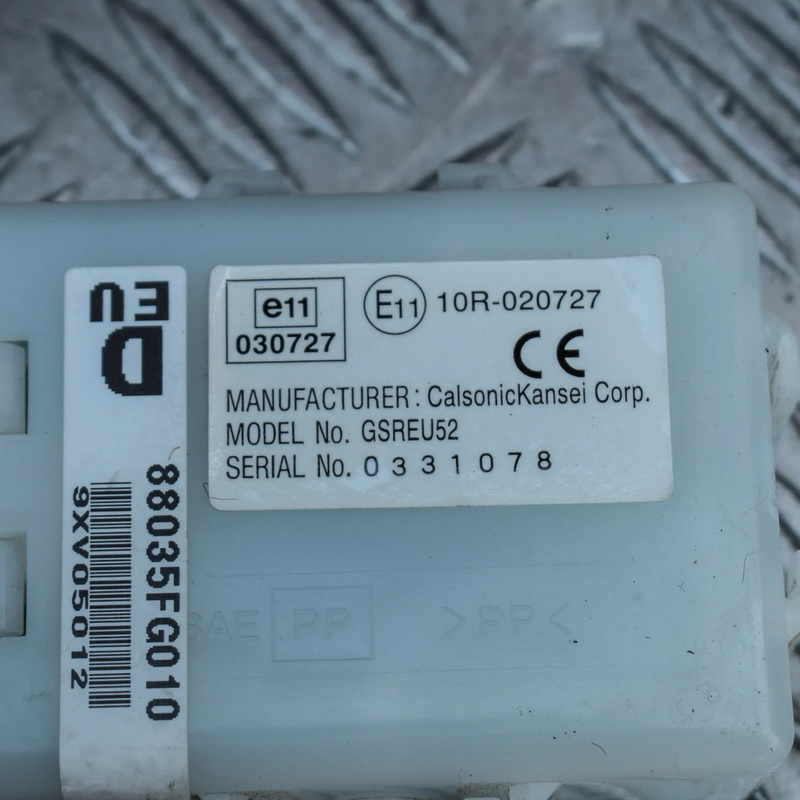 EU
D
88035FG010
9XV05012
e11
030727
E11 10R-020727
CE
MANUFACTURER: CalsonicKansei Corp.
MODEL No. GSREU52
SERIAL No. 0331078
SAE PP >PP<